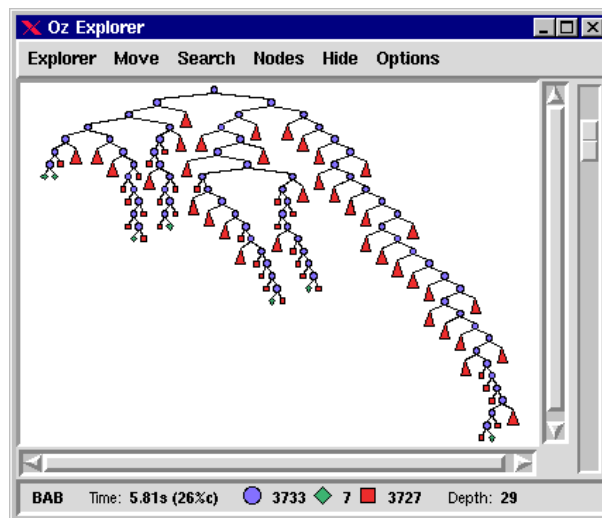 Oz Explorer
Explorer Move Search Nodes Hide Options
BAB Time: 5.81s (26%c) 3733 7 3727 Depth: 29